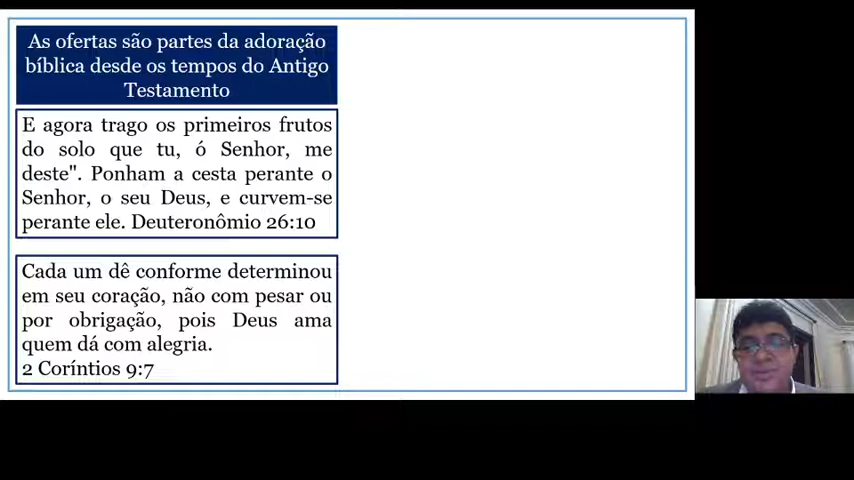 As ofertas são partes da adoração
bíblica desde os tempos do Antigo
Testamento
E agora trago os primeiros frutos
do solo que tu, ó Senhor, me
deste". Ponham a cesta perante o
Senhor, o seu Deus, e curvem-se
perante ele. Deuteronômio 26:10
Cada um dê conforme determinou
em seu coração, não com pesar ou
por obrigação, pois Deus ama
quem dá com alegria.
2 Coríntios 9:7